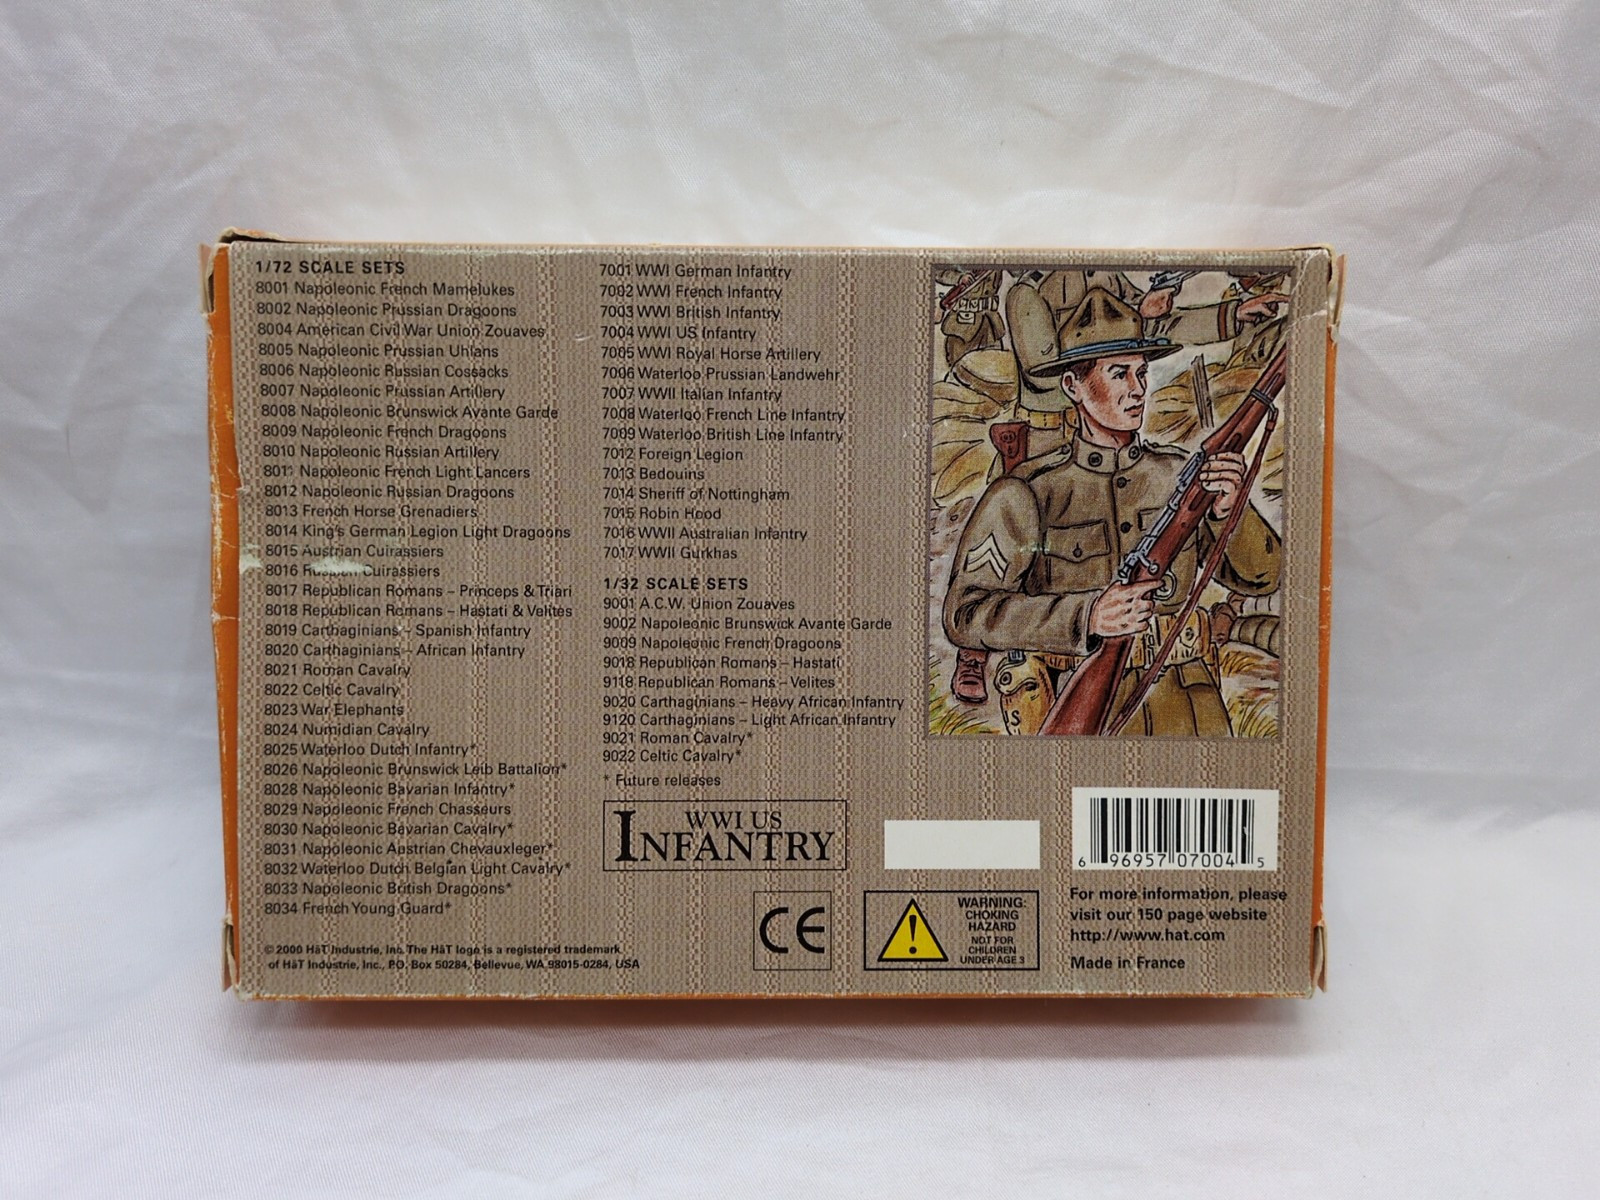 1/72 SCALE SETS
8001 Napoleonic French Mamelukes
8002 Napoleonic Prussian Dragoons
8004 American Civil War Union Zouaves
8005 Napoleonic Prussian Uhlans
8006 Napoleonic Russian Cossacks
8007 Napoleonic Prussian Artillery
8008 Napoleonic Brunswick Avante Garde
8009 Napoleonic French Dragoons
8010 Napoleonic Russian Artillery
8011 Napoleonic French Light Lancers
8012 Napoleonic Russian Dragoons
8013 French Horse Grenadiers
8014 King's German Legion Light Dragoons
8015 Austrian Cuirassiers
8016 Russian Cuirassiers
8017 Republican Romans – Princeps & Triari
8018 Republican Romans – Hastati & Velites
8019 Carthaginians – Spanish Infantry
8020 Carthaginians – African Infantry
8021 Roman Cavalry
8022 Celtic Cavalry
8023 War Elephants
8024 Numidian Cavalry
8025 Waterloo Dutch Infantry*
8026 Napoleonic Brunswick Leib Battalion*
8028 Napoleonic Bavarian Infantry*
8029 Napoleonic French Chasseurs
8030 Napoleonic Bavarian Cavalry*
8031 Napoleonic Austrian Chevauxleger*
8032 Waterloo Dutch Belgian Light Cavalry*
8033 Napoleonic British Dragoons*
8034 French Young Guard*
© 2000 HäT Industrie, Inc. The HäT logo is a registered trademark
of HäT Industrie, Inc., P.O. Box 50284, Bellevue, WA 98015-0284, USA
7001 WWI German Infantry
7002 WWI French Infantry
7003 WWI British Infantry
7004 WWI US Infantry
7005 WWI Royal Horse Artillery
7006 Waterloo Prussian Landwehr
7007 WWII Italian Infantry
7008 Waterloo French Line Infantry
7009 Waterloo British Line Infantry
7012 Foreign Legion
7013 Bedouins
7014 Sheriff of Nottingham
7015 Robin Hood
7016 WWII Australian Infantry
7017 WWII Gurkhas
1/32 SCALE SETS
9001 A.C.W. Union Zouaves
9002 Napoleonic Brunswick Avante Garde
9009 Napoleonic French Dragoons
9018 Republican Romans – Hastati
9118 Republican Romans – Velites
9020 Carthaginians – Heavy African Infantry
9120 Carthaginians – Light African Infantry
9021 Roman Cavalry*
9022 Celtic Cavalry*
* Future releases
WWI US
INFANTRY
CE
WARNING:
CHOKING
HAZARD
NOT FOR
CHILDREN
UNDER AGE 3
US
6 96957 07004 5
For more information, please
visit our 150 page website
http://www.hat.com
Made in France